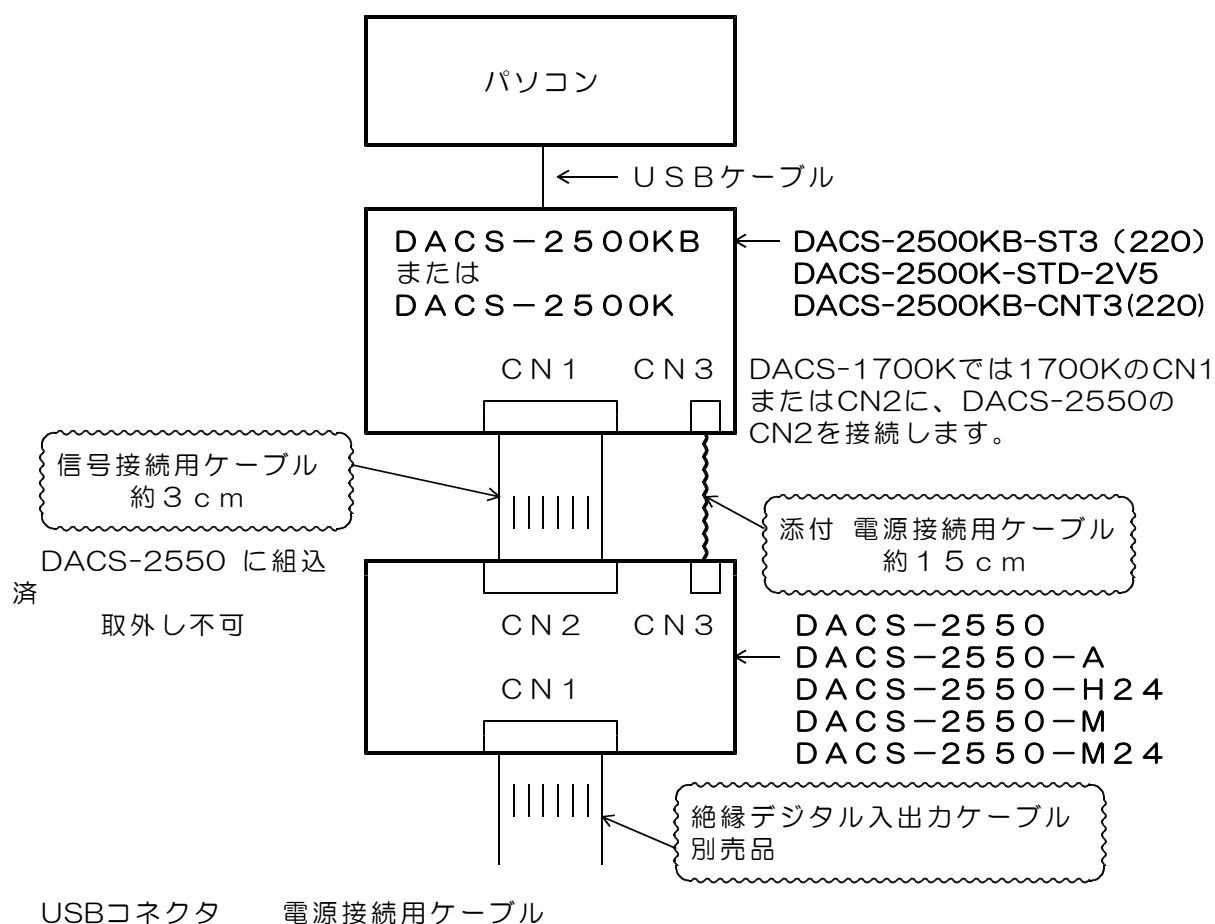 パソコン
USBケーブル
DACS-2500KB
または
DACS-2500K
DACS-2500KB-ST3 (220)
DACS-2500K-STD-2V5
DACS-2500KB-CNT3(220)
CN1 CN3
DACS-1700Kでは1700KのCN1
またはCN2に、DACS-2550の
CN2を接続します。
信号接続用ケーブル
約3cm
添付 電源接続用ケーブル
約15cm
DACS-2550 に組込
済
取外し不可
CN2 CN3
CN1
DACS-2550
DACS-2550-A
DACS-2550-H24
DACS-2550-M
DACS-2550-M24
絶縁デジタル入出力ケーブル
別売品
USBコネクタ 電源接続用ケーブル